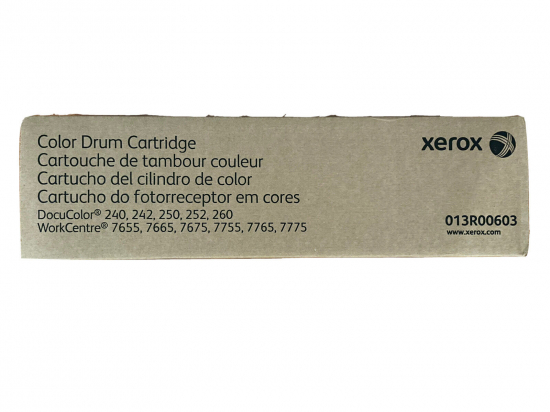 Color Drum Cartridge
Cartouche de tambour couleur
Cartucho del cilindro de color
Cartucho do fotorreceptor em cores
DocuColor® 240, 242, 250, 252, 260
WorkCentre® 7655, 7665, 7675, 7755, 7765, 7775
xerox
013R00603
www.xerox.com